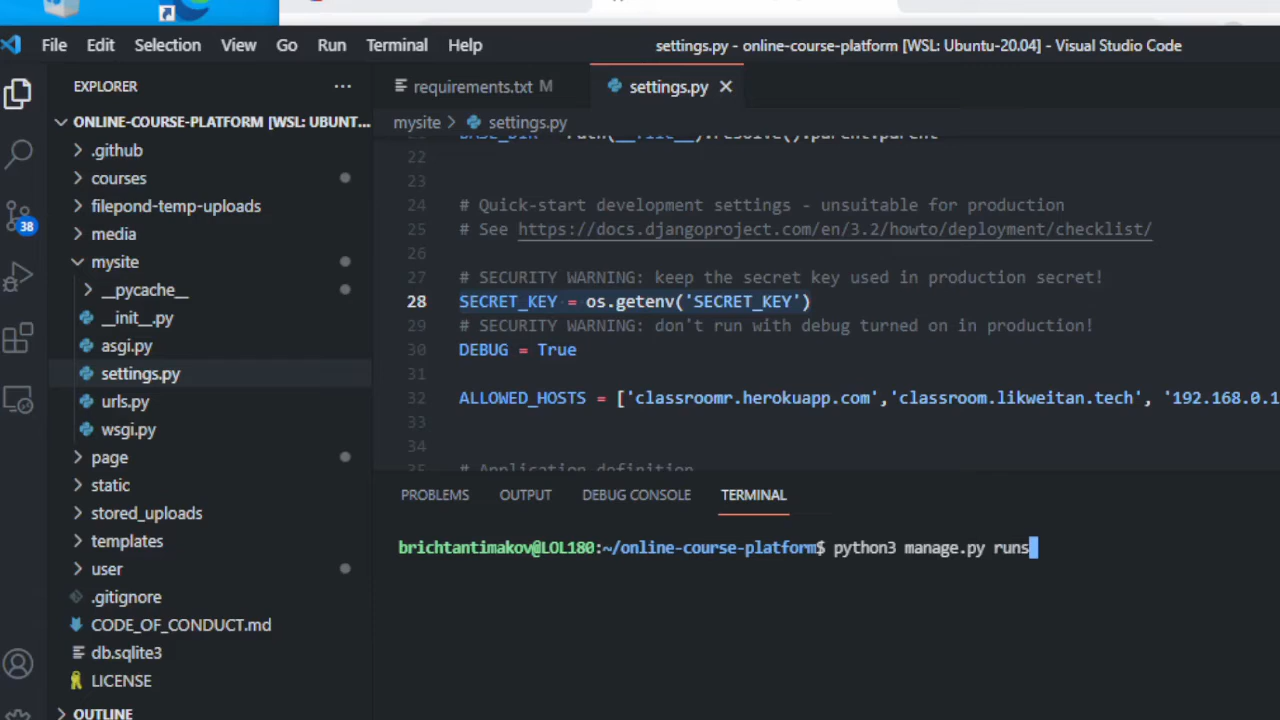 File Edit Selection View Go Run Terminal Help
settings.py - online-course-platform [WSL: Ubuntu-20.04] - Visual Studio Code
EXPLORER ...
requirements.txt M
settings.py
ONLINE-COURSE-PLATFORM [WSL: UBUNT...
mysite > settings.py
.github
courses
filepond-temp-uploads
media
mysite
__pycache__
__init__.py
asgi.py
settings.py
urls.py
wsgi.py
page
static
stored_uploads
templates
user
.gitignore
CODE_OF_CONDUCT.md
db.sqlite3
LICENSE
OUTLINE
38
22
23
24 # Quick-start development settings - unsuitable for production
25 # See https://docs.djangoproject.com/en/3.2/howto/deployment/checklist/
26
27 # SECURITY WARNING: keep the secret key used in production secret!
28 SECRET_KEY = os.getenv('SECRET_KEY')
29 # SECURITY WARNING: don't run with debug turned on in production!
30 DEBUG = True
31
32 ALLOWED_HOSTS = ['classroomr.herokuapp.com','classroom.likweitan.tech', '192.168.0.1
33
34
35 # Application definition
PROBLEMS OUTPUT DEBUG CONSOLE TERMINAL
brichtantimakov@LOL180:~/online-course-platform$ python3 manage.py runs